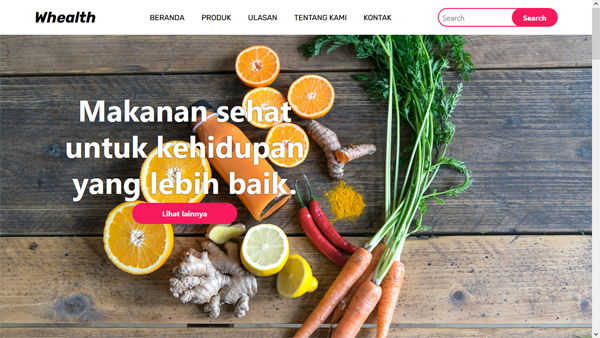 Whealth
BERANDA
PRODUK
ULASAN
TENTANG KAMI
KONTAK
Search
Search
Makanan sehat
untuk kehidupan
yang lebih baik.
Lihat lainnya